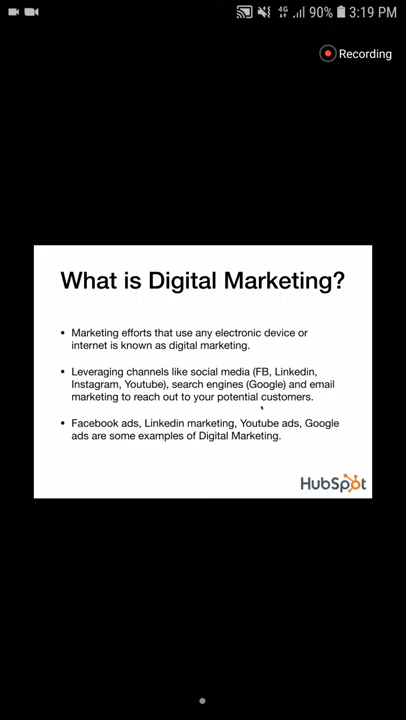 4G 90% 3:19 PM
Recording
What is Digital Marketing?
• Marketing efforts that use any electronic device or
internet is known as digital marketing.
• Leveraging channels like social media (FB, Linkedin,
Instagram, Youtube), search engines (Google) and email
marketing to reach out to your potential customers.
• Facebook ads, Linkedin marketing, Youtube ads, Google
ads are some examples of Digital Marketing.
HubSpot